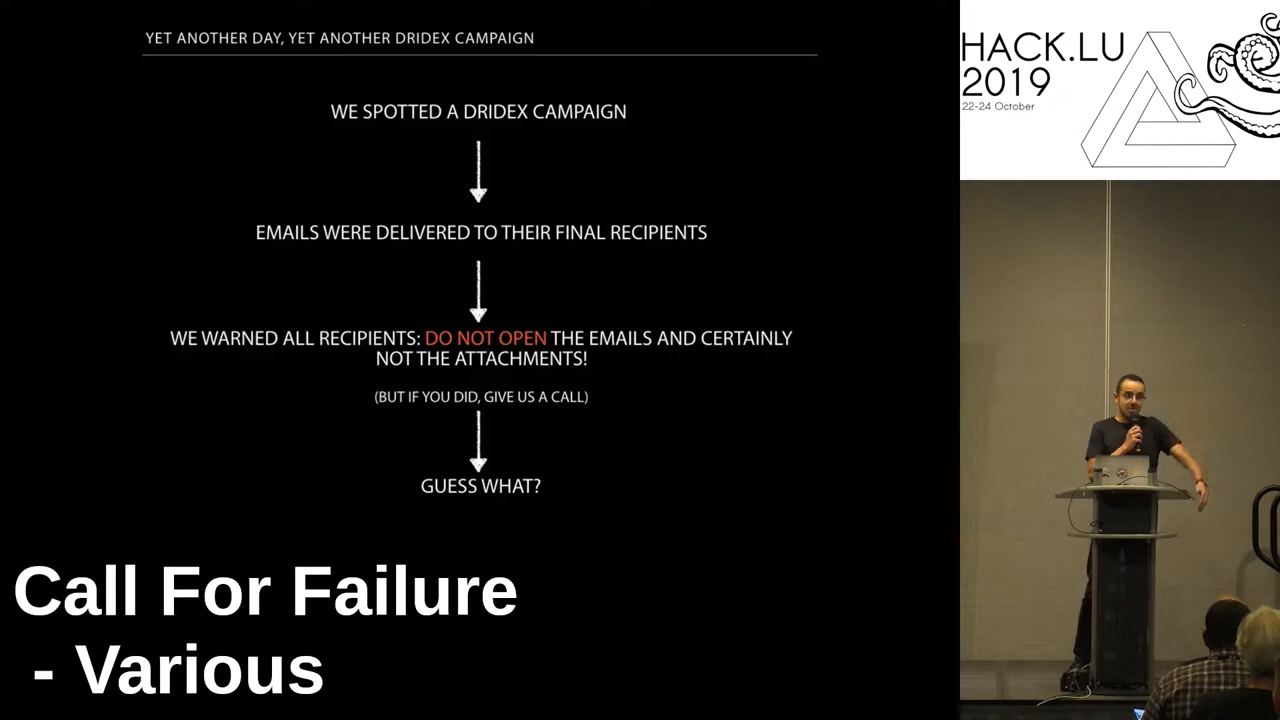 YET ANOTHER DAY, YET ANOTHER DRIDEX CAMPAIGN
WE SPOTTED A DRIDEX CAMPAIGN
EMAILS WERE DELIVERED TO THEIR FINAL RECIPIENTS
WE WARNED ALL RECIPIENTS: DO NOT OPEN THE EMAILS AND CERTAINLY
NOT THE ATTACHMENTS!
(BUT IF YOU DID, GIVE US A CALL)
GUESS WHAT?
Call For Failure
- Various
HACK.LU
2019
22-24 October